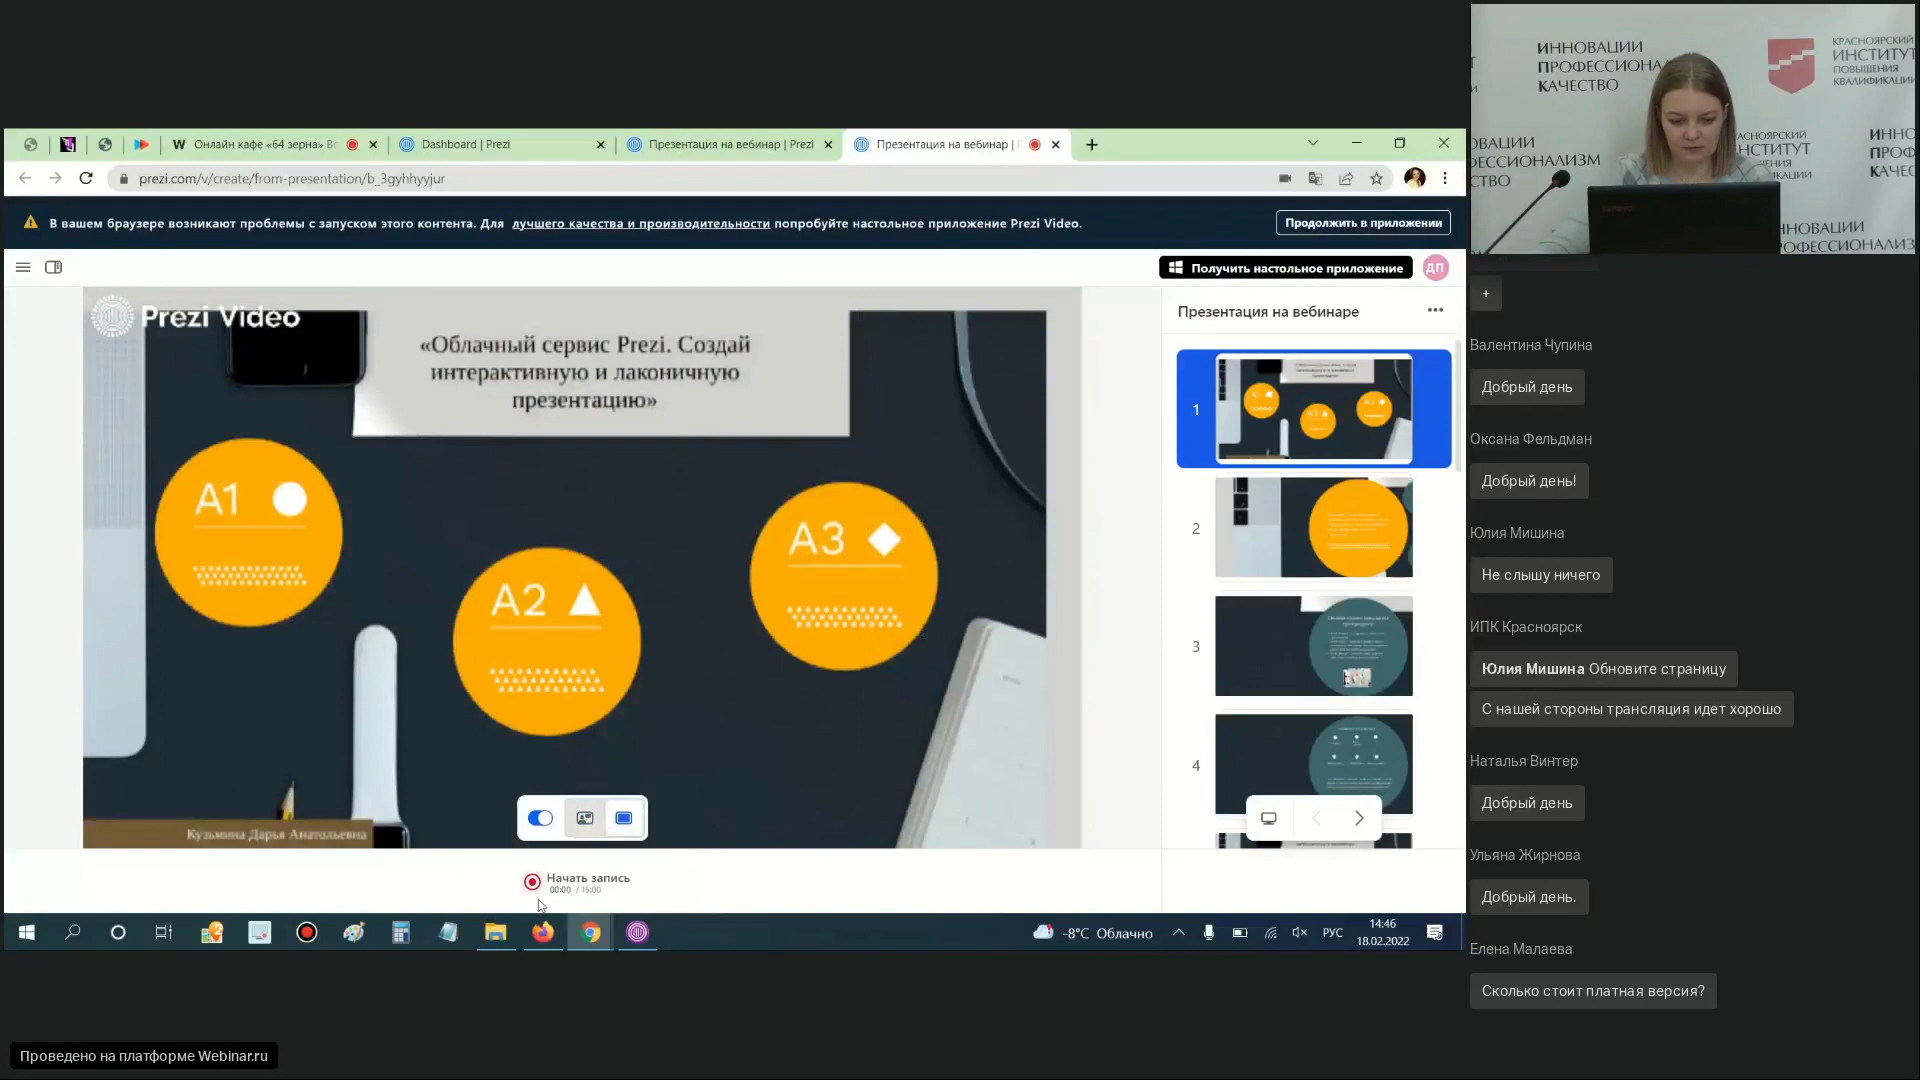 Онлайн кафе «64 зерна»
Dashboard | Prezi
Презентация на вебинар | Prezi
Презентация на вебинар |
prezi.com/v/create/from-presentation/b_3gyhhyyjur
В вашем браузере возникают проблемы с запуском этого контента. Для лучшего качества и производительности попробуйте настольное приложение Prezi Video.
Продолжить в приложении
Получить настольное приложение
ДП
Prezi Video
«Облачный сервис Prezi. Создай
интерактивную и лаконичную
презентацию»
A1
A2
A3
Кузьмина Дарья Анатольевна
Презентация на вебинаре
1
2
3
4
Начать запись
00:00 / 15:00
-8°C Облачно
РУС
14:46
18.02.2022
ИННОВАЦИИ
ПРОФЕССИОНА
КАЧЕСТВО
КРАСНОЯРСКИЙ
ИНСТИТУТ
ПОВЫШЕНИЯ
КВАЛИФИКАЦИИ
+
Валентина Чупина
Добрый день
Оксана Фельдман
Добрый день!
Юлия Мишина
Не слышу ничего
ИПК Красноярск
Юлия Мишина Обновите страницу
С нашей стороны трансляция идет хорошо
Наталья Винтер
Добрый день
Ульяна Жирнова
Добрый день.
Елена Малаева
Сколько стоит платная версия?
Проведено на платформе Webinar.ru